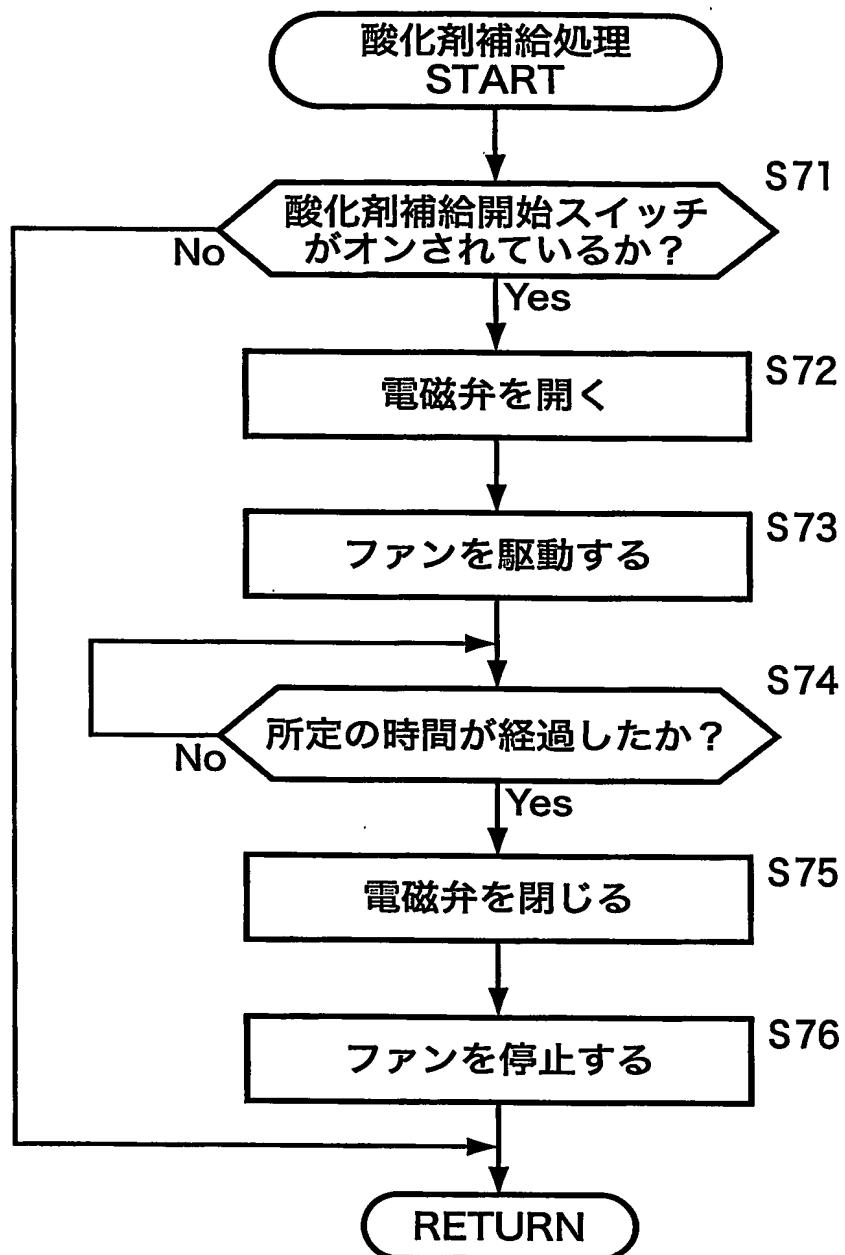 酸化剤補給処理
START
S71
酸化剤補給開始スイッチ
がオンされているか？
No
Yes
S72
電磁弁を開く
S73
ファンを駆動する
S74
所定の時間が経過したか？
No
Yes
S75
電磁弁を閉じる
S76
ファンを停止する
RETURN